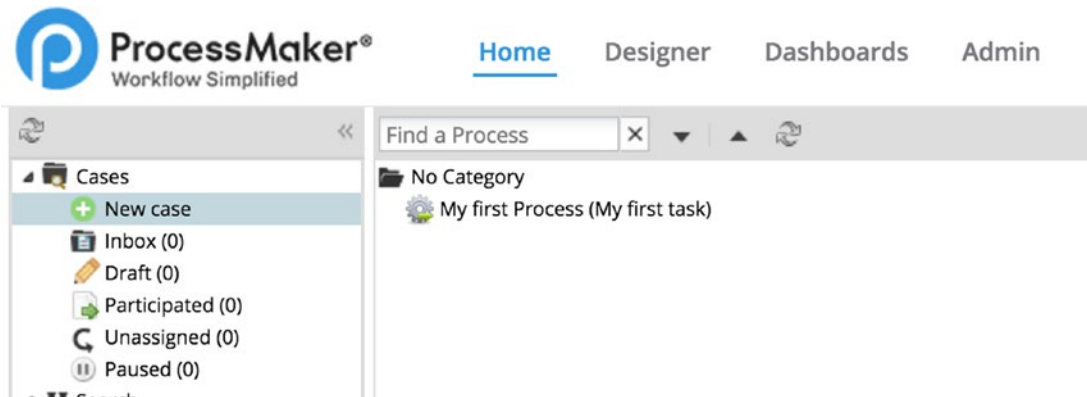 ProcessMaker®
Workflow Simplified
Home Designer Dashboards Admin
Find a Process
Cases
New case
Inbox (0)
Draft (0)
Participated (0)
Unassigned (0)
Paused (0)
No Category
My first Process (My first task)